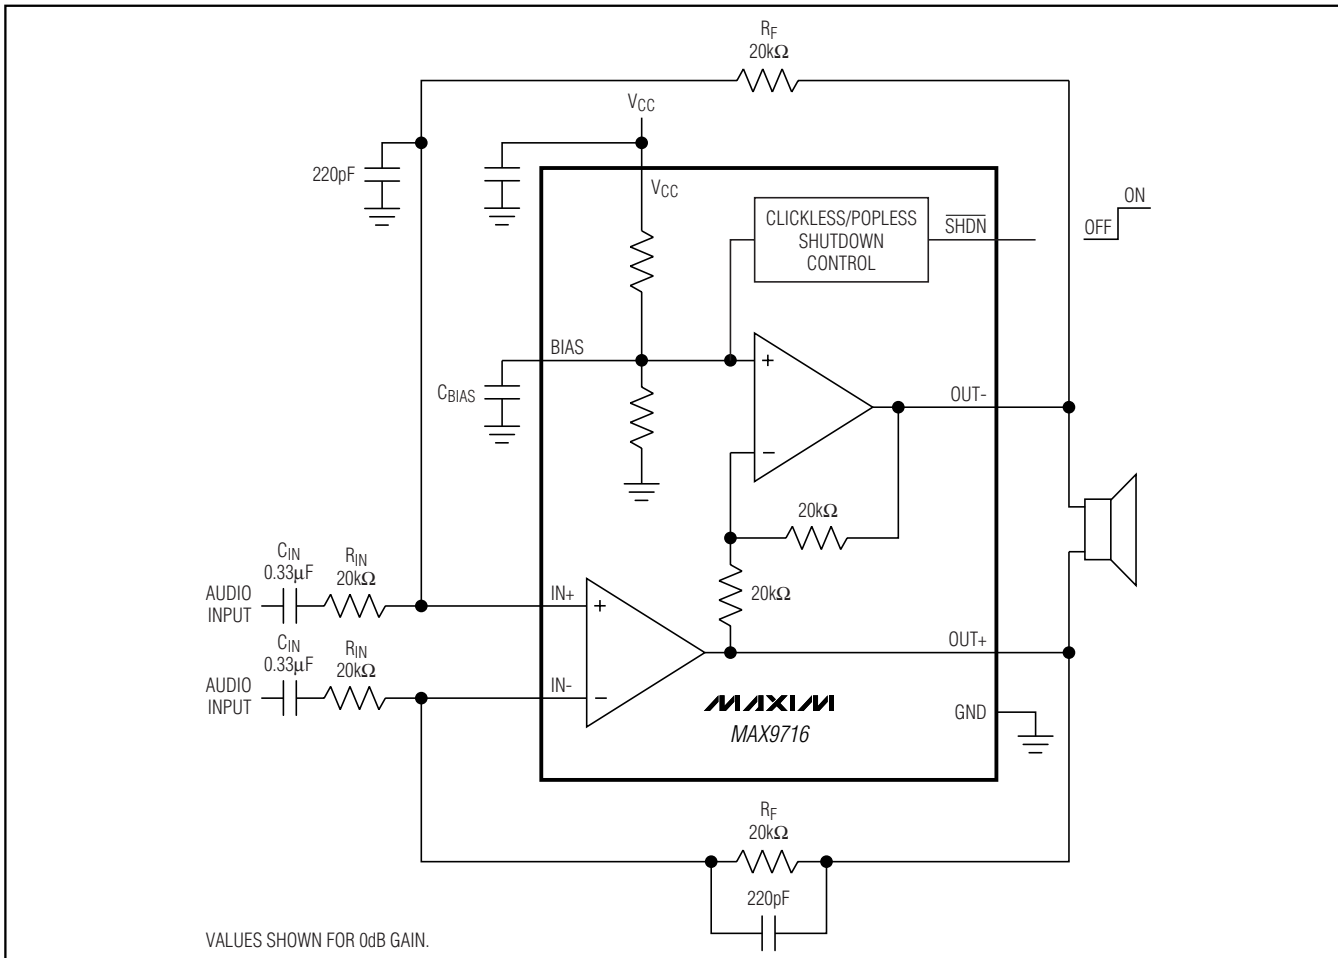 RF
20kΩ
VCC
220pF
VCC
CLICKLESS/POPLESS
SHUTDOWN
CONTROL
SHDN
OFF
ON
BIAS
+
CBIAS
OUT-
−
20kΩ
CIN
0.33µF
RIN
20kΩ
AUDIO
INPUT
IN+
+
20kΩ
OUT+
CIN
0.33µF
RIN
20kΩ
AUDIO
INPUT
IN-
−
MAXIM
MAX9716
GND
RF
20kΩ
220pF
VALUES SHOWN FOR 0dB GAIN.